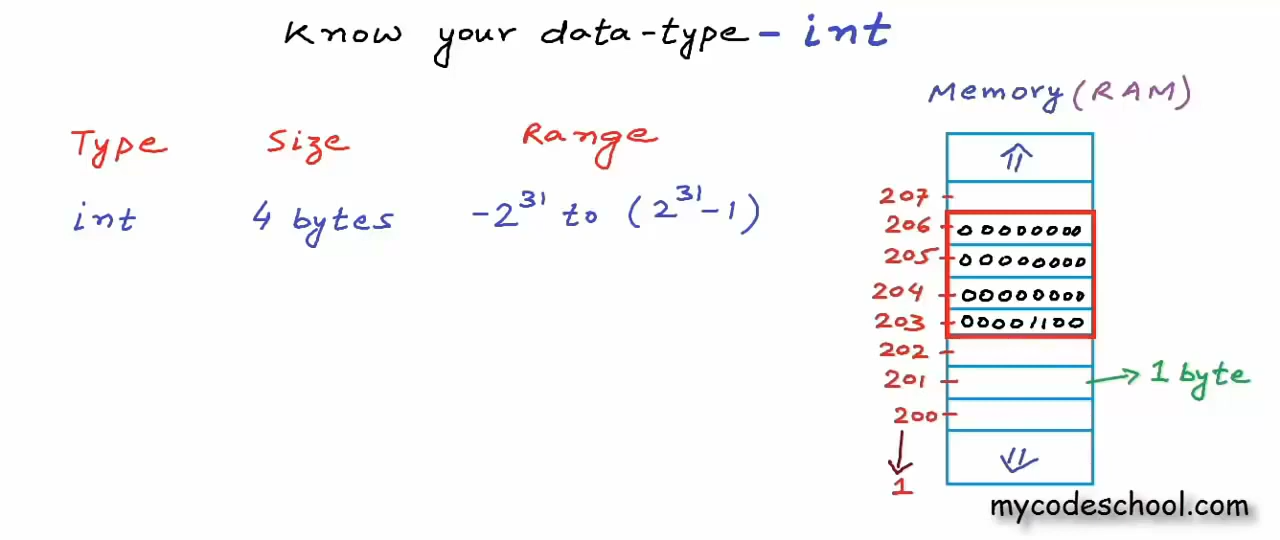 Know your data-type - int
Memory (RAM)
Type Size Range
int 4 bytes -2^31 to (2^31-1)
207
206 00000000
205 00000000
204 00000000
203 00001100
202
201 1 byte
200
1
mycodeschool.com